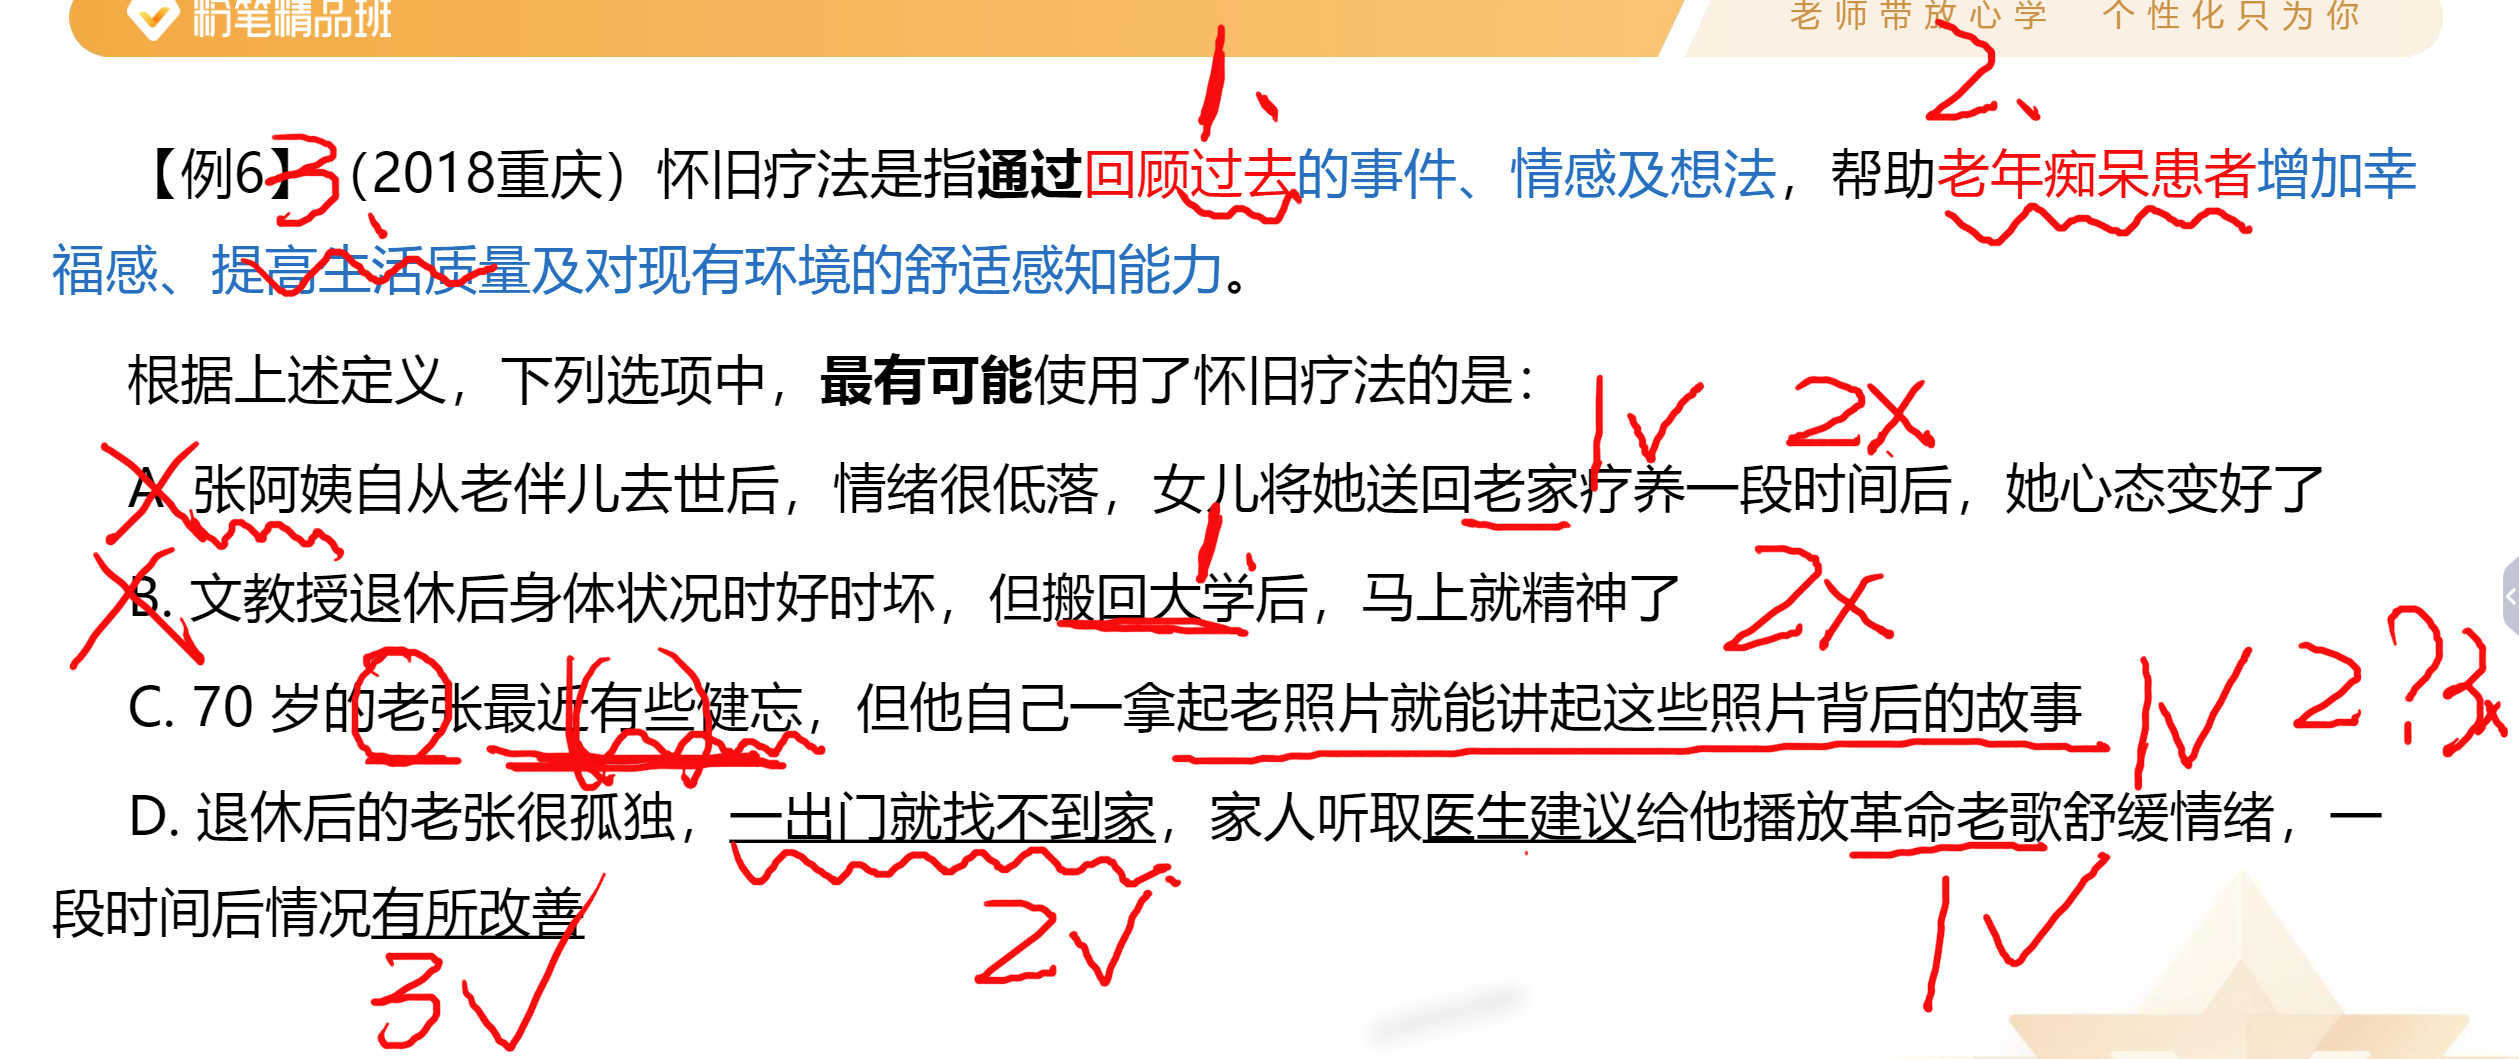 粉笔精品班
老师带放心学 个性化只为你
1、
2、
【例6】（2018重庆）怀旧疗法是指通过回顾过去的事件、情感及想法，帮助老年痴呆患者增加幸
3、
福感、提高生活质量及对现有环境的舒适感知能力。
根据上述定义，下列选项中，最有可能使用了怀旧疗法的是：
1√ 2×
A. 张阿姨自从老伴儿去世后，情绪很低落，女儿将她送回老家疗养一段时间后，她心态变好了
1.
B. 文教授退休后身体状况时好时坏，但搬回大学后，马上就精神了 2×
C. 70 岁的老张最近有些健忘，但他自己一拿起老照片就能讲起这些照片背后的故事 1√ 2? 3×
D. 退休后的老张很孤独，一出门就找不到家，家人听取医生建议给他播放革命老歌舒缓情绪，一
段时间后情况有所改善
3√ 2√ 1√